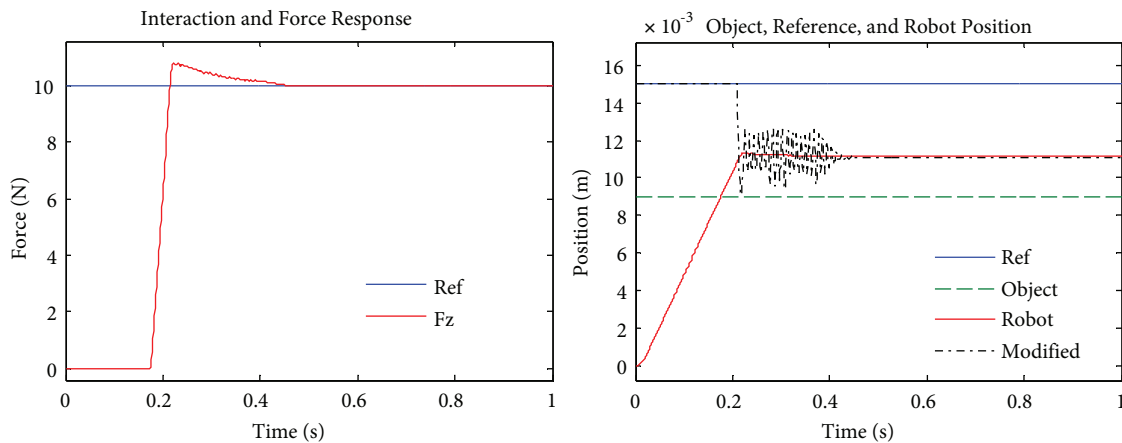 Interaction and Force Response
10
8
6
4
2
0
Force (N)
Ref
Fz
0
0.2
0.4
0.6
0.8
1
Time (s)
× 10-3 Object, Reference, and Robot Position
16
14
12
10
8
6
4
2
0
Position (m)
Ref
Object
Robot
Modified
0
0.2
0.4
0.6
0.8
1
Time (s)